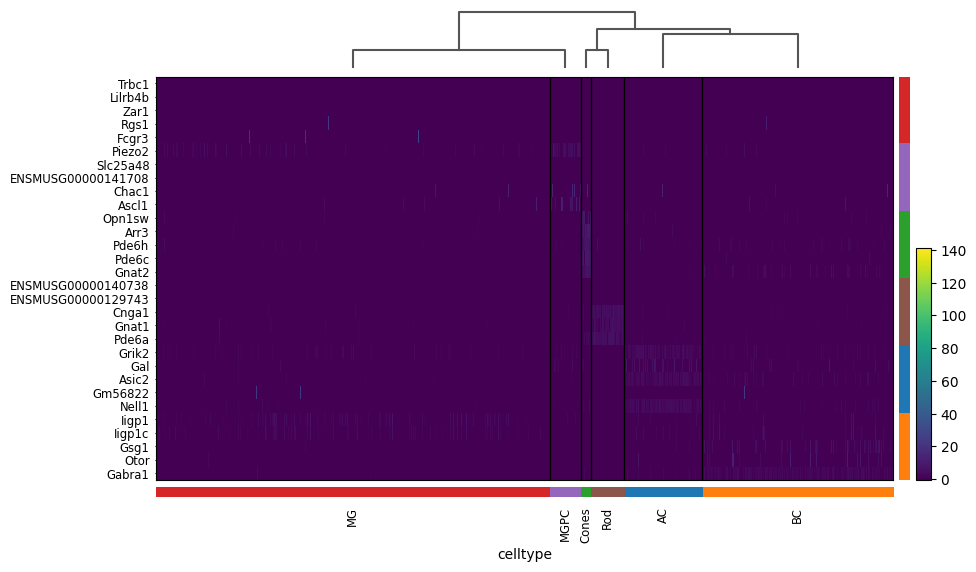 Trbc1
Lilrb4b
Zar1
Rgs1
Fcgr3
Piezo2
Slc25a48
ENSMUSG00000141708
Chac1
Ascl1
Opn1sw
Arr3
Pde6h
Pde6c
Gnat2
ENSMUSG00000140738
ENSMUSG00000129743
Cnga1
Gnat1
Pde6a
Grik2
Gal
Asic2
Gm56822
Nell1
Iigp1
Iigp1c
Gsg1
Otor
Gabra1
140
120
100
80
60
40
20
0
MG
MGPC
Cones
Rod
AC
BC
celltype